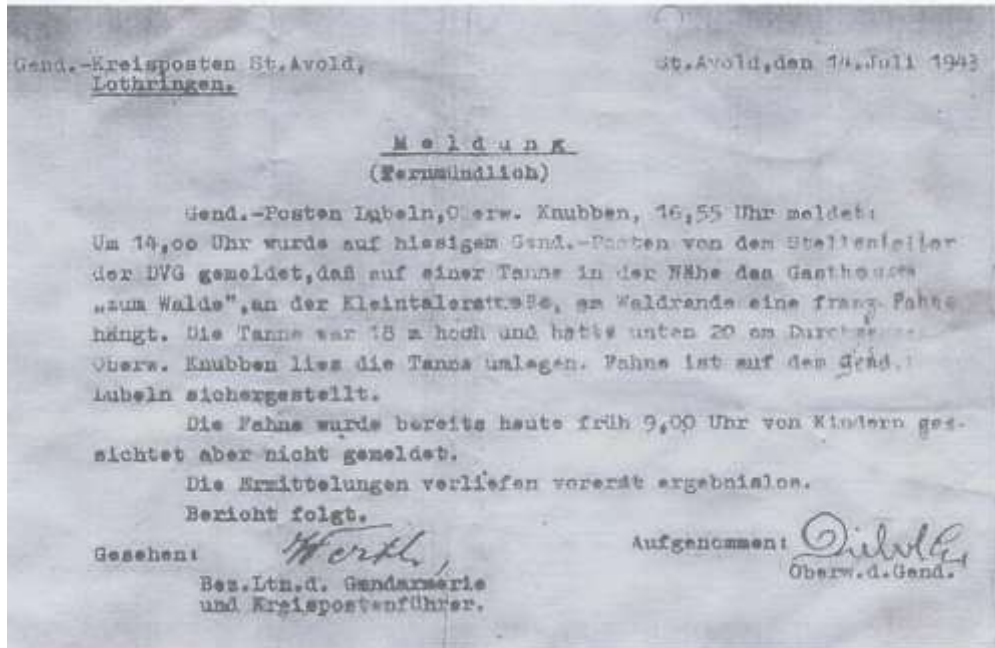 Gend.-Kreisposten St.Avold, St.Avold,den 14.Juli 1943
Lothringen.
M e l d u n g
(Fernmündlich)
Gend.-Posten Lubeln,Oberw. Knubben, 16,55 Uhr meldet:
Um 14,oo Uhr wurde auf hiesigem Gend.-Posten von dem Stellenleiter
der DVG gemeldet,daß auf einer Tanne in der Nähe des Gasthauses
„zum Walde",an der Kleintalerstraße, am Waldrande eine franz. Fahne
hängt. Die Tanne war 18 m hoch und hatte unten 20 cm Durchmesser.
Oberw. Knubben lies die Tanne umlegen. Fahne ist auf dem Gend.
Lubeln sichergestellt.
Die Fahne wurde bereits heute früh 9,00 Uhr von Kindern ges-
sichtet aber nicht gemeldet.
Die Ermittelungen verliefen vorerst ergebnislos.
Bericht folgt.
Gesehen: Werth, Aufgenommen:
Bez.Ltn.d. Gendarmerie Oberw.d.Gend.
und Kreispostenführer.